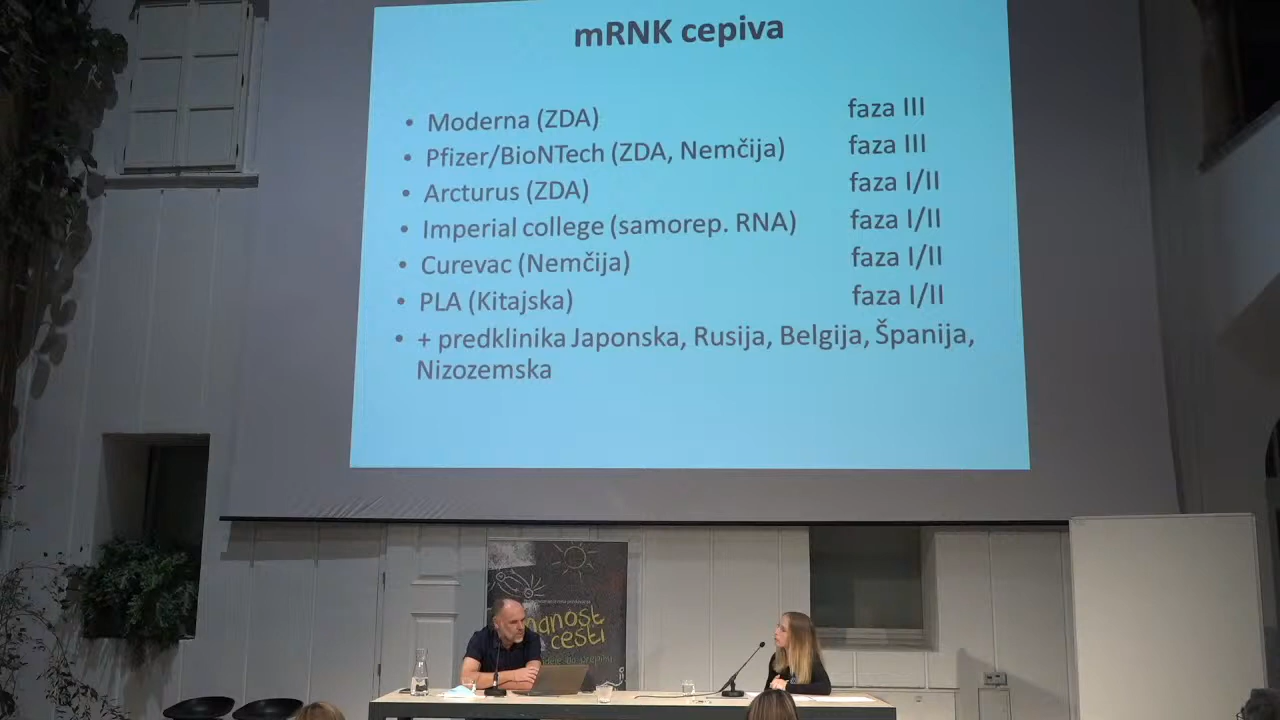 mRNK cepiva
• Moderna (ZDA) faza III
• Pfizer/BioNTech (ZDA, Nemčija) faza III
• Arcturus (ZDA) faza I/II
• Imperial college (samorep. RNA) faza I/II
• Curevac (Nemčija) faza I/II
• PLA (Kitajska) faza I/II
• + predklinika Japonska, Rusija, Belgija, Španija,
Nizozemska
cesti